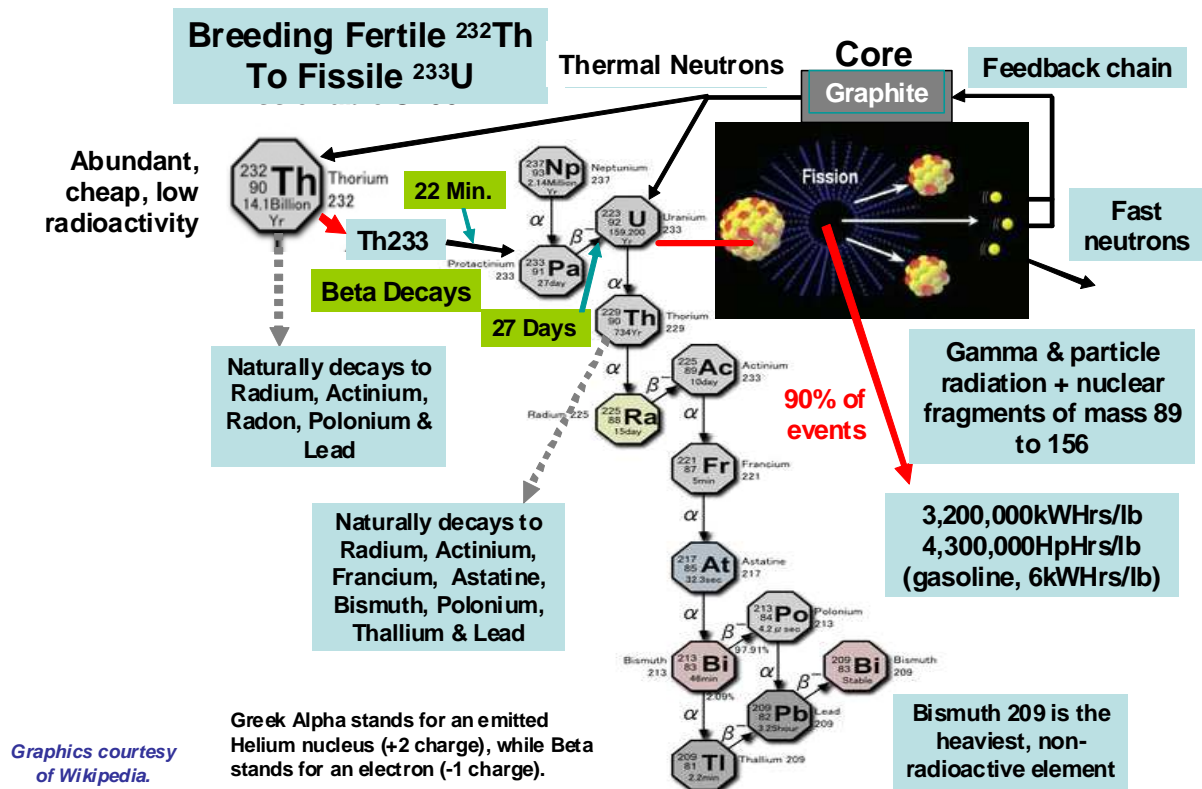 Breeding Fertile ²³²Th
To Fissile ²³³U
Thermal Neutrons
Core
Graphite
Feedback chain
Abundant,
cheap, low
radioactivity
232
90
Th
14.1Billion
Yr
Thorium
232
22 Min.
Th233
Beta Decays
27 Days
237
93
Np
2.14Million
Yr
Neptunium
237
α
β⁻
223
92
U
159,200
Yr
Uranium
233
Protactinium
233
233
91
Pa
27day
α
Fission
Fast
neutrons
229
90
Th
734Yr
Thorium
229
Naturally decays to
Radium, Actinium,
Radon, Polonium &
Lead
α
β⁻
225
89
Ac
10day
Actinium
233
Radium 225
225
88
Ra
15day
α
90% of
events
Gamma & particle
radiation + nuclear
fragments of mass 89
to 156
221
87
Fr
5min
Francium
221
α
Naturally decays to
Radium, Actinium,
Francium, Astatine,
Bismuth, Polonium,
Thallium & Lead
3,200,000kWHrs/lb
4,300,000HpHrs/lb
(gasoline, 6kWHrs/lb)
217
85
At
32.3sec
Astatine
217
α
β⁻
97.91%
213
84
Po
4.2μsec
Polonium
213
Bismuth
213
213
83
Bi
46min
2.09%
α
α
β⁻
209
83
Bi
Stable
Bismuth
209
209
82
Pb
3.25hour
Lead
209
β⁻
209
81
Tl
2.2min
Thallium 209
Greek Alpha stands for an emitted
Helium nucleus (+2 charge), while Beta
stands for an electron (-1 charge).
Bismuth 209 is the
heaviest, non-
radioactive element
Graphics courtesy
of Wikipedia.